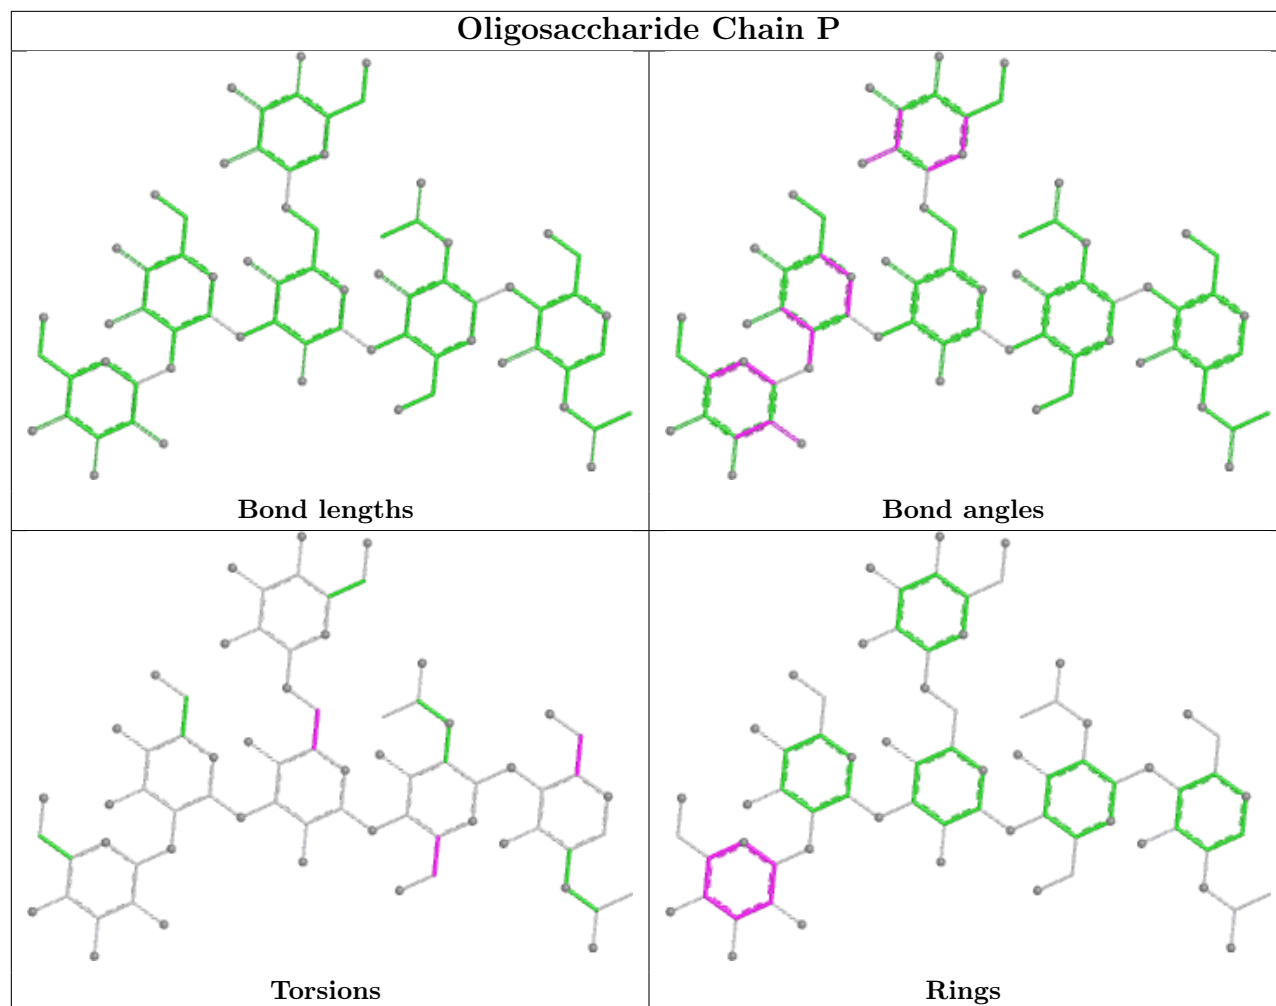 Oligosaccharide Chain P
Bond lengths
Bond angles
Torsions
Rings